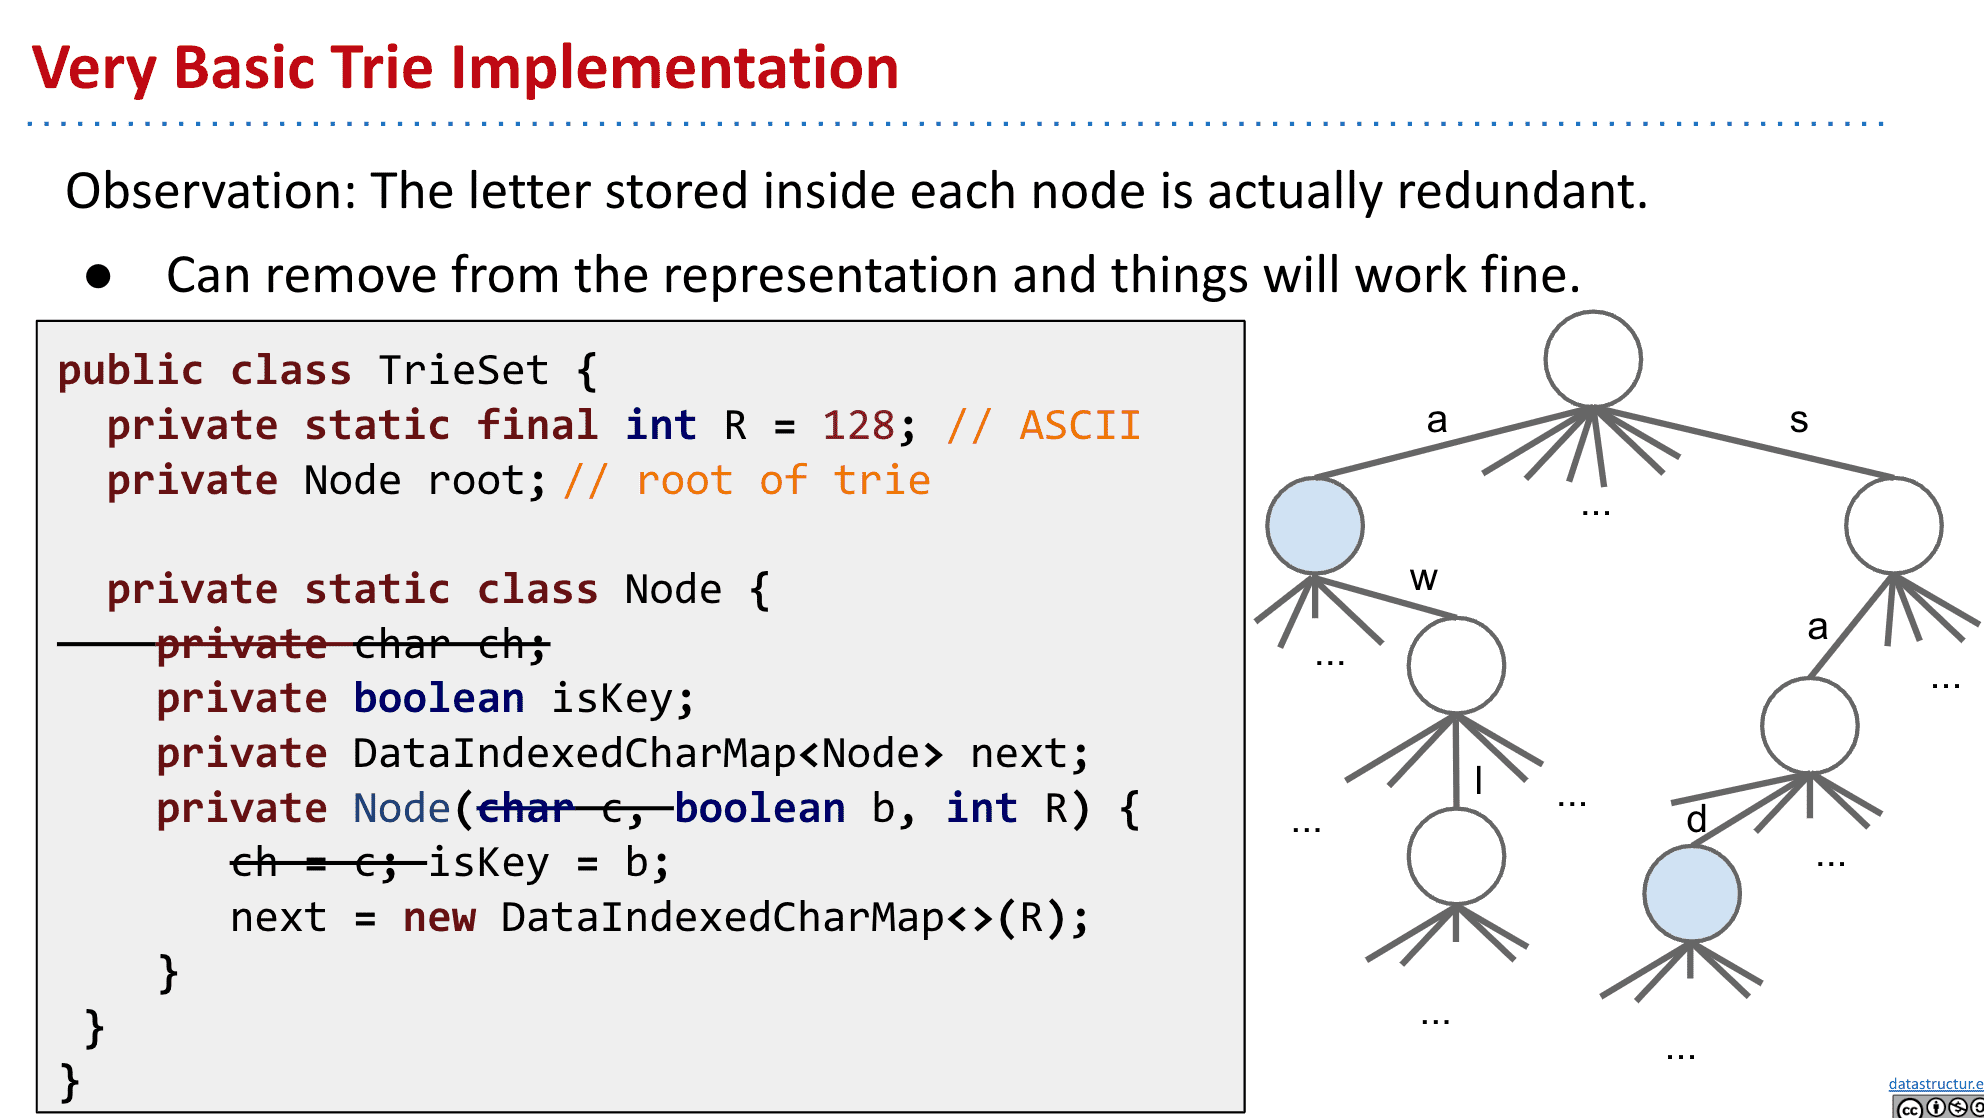 Very Basic Trie Implementation
Observation: The letter stored inside each node is actually redundant.
● Can remove from the representation and things will work fine.
public class TrieSet {
private static final int R = 128; // ASCII
private Node root; // root of trie
private static class Node {
private char ch;
private boolean isKey;
private DataIndexedCharMap<Node> next;
private Node(char c, boolean b, int R) {
ch = c; isKey = b;
next = new DataIndexedCharMap<>(R);
}
}
}
a
s
...
w
a
...
...
l
...
d
...
...
...
...
datastructur.e
cc